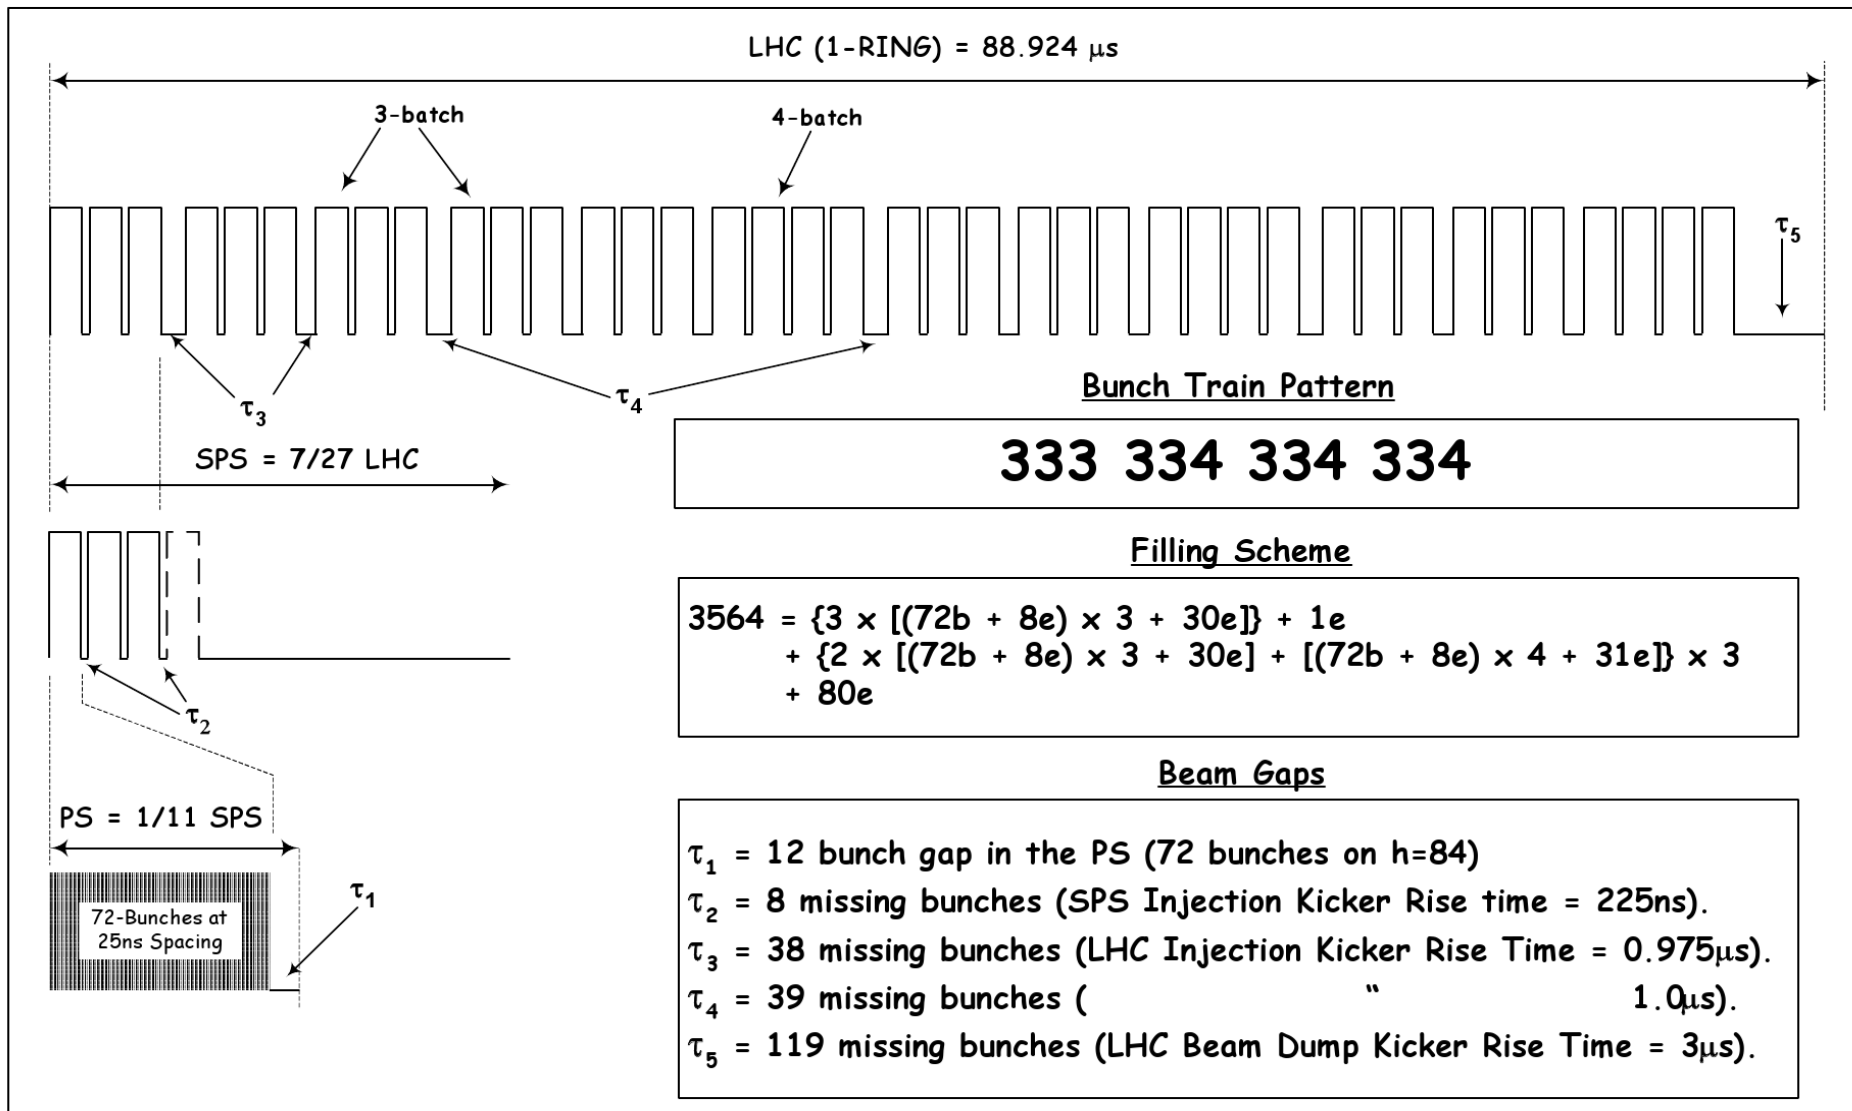 LHC (1-RING) = 88.924 μs
3-batch
4-batch
τ5
τ3
τ4
Bunch Train Pattern
333 334 334 334
SPS = 7/27 LHC
Filling Scheme
3564 = {3 x [(72b + 8e) x 3 + 30e]} + 1e
+ {2 x [(72b + 8e) x 3 + 30e] + [(72b + 8e) x 4 + 31e]} x 3
+ 80e
τ2
Beam Gaps
PS = 1/11 SPS
τ1
72-Bunches at
25ns Spacing
τ1 = 12 bunch gap in the PS (72 bunches on h=84)
τ2 = 8 missing bunches (SPS Injection Kicker Rise time = 225ns).
τ3 = 38 missing bunches (LHC Injection Kicker Rise Time = 0.975μs).
τ4 = 39 missing bunches ( “ 1.0μs).
τ5 = 119 missing bunches (LHC Beam Dump Kicker Rise Time = 3μs).